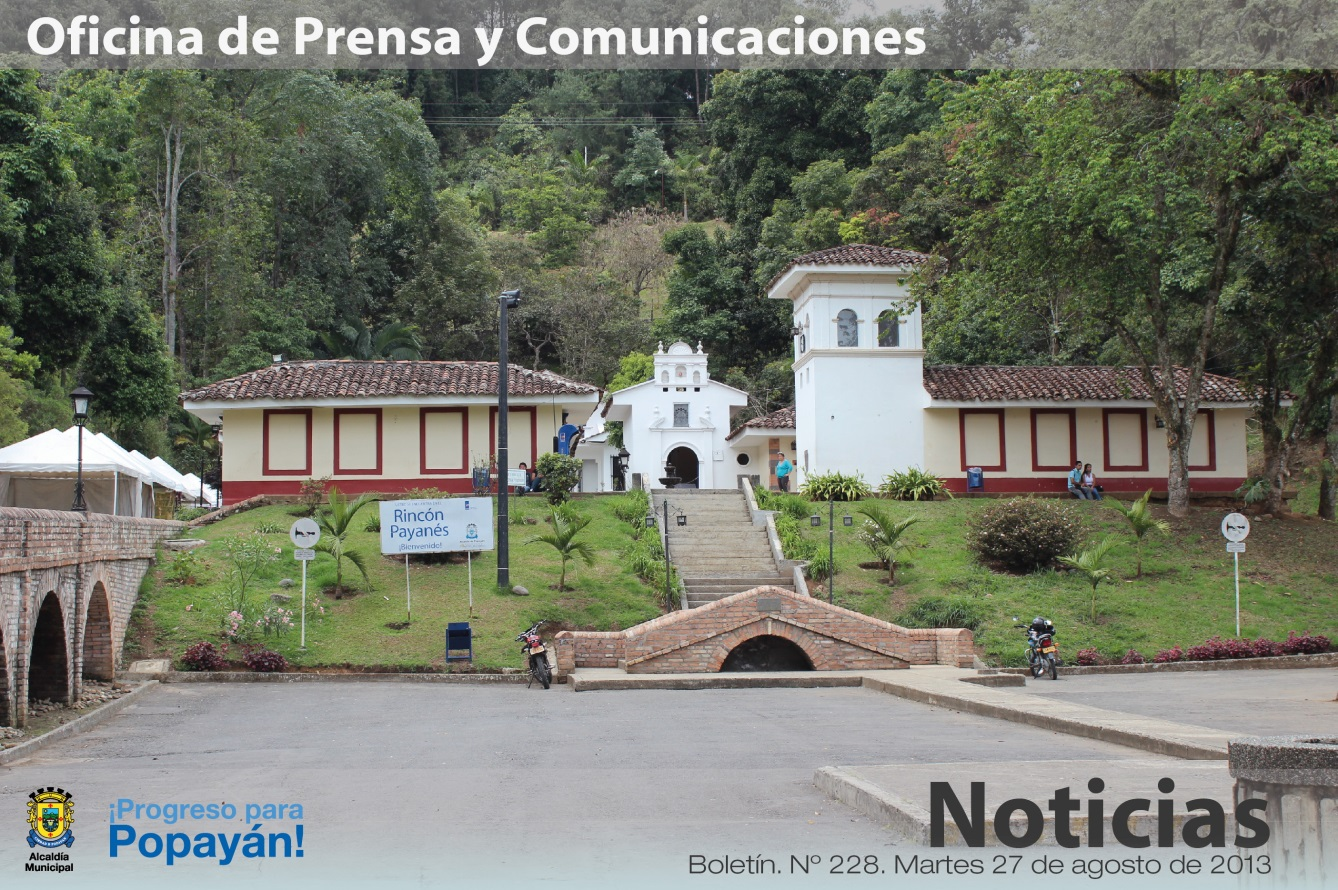 Oficina de Prensa y Comunicaciones
Rincón
Payanés
¡Bienvenido!
Alcaldía
Municipal
¡Progreso para
Popayán!
Noticias
Boletín. Nº 228. Martes 27 de agosto de 2013